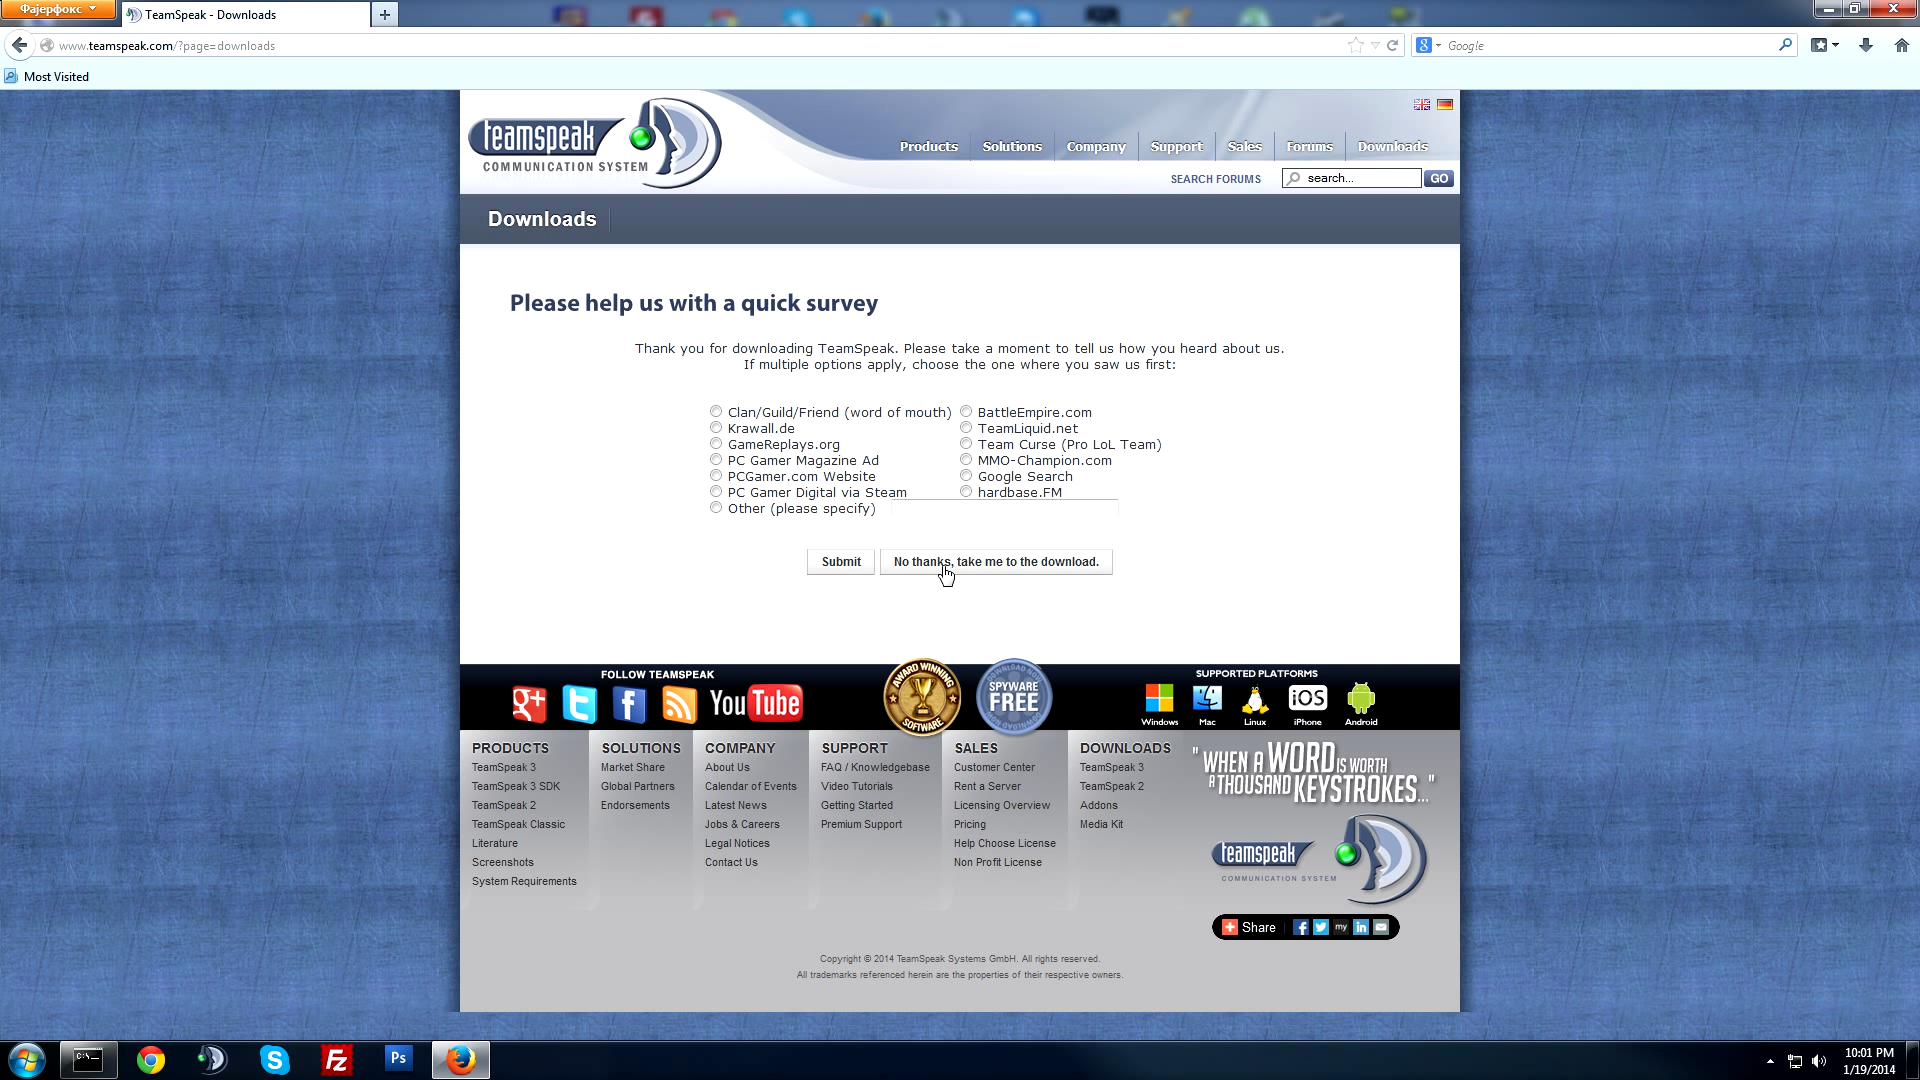 Фајерфокс
TeamSpeak - Downloads
www.teamspeak.com/?page=downloads
Google
Most Visited
teamspeak
COMMUNICATION SYSTEM
Products
Solutions
Company
Support
Sales
Forums
Downloads
SEARCH FORUMS
search...
GO
Downloads
Please help us with a quick survey
Thank you for downloading TeamSpeak. Please take a moment to tell us how you heard about us.
If multiple options apply, choose the one where you saw us first:
Clan/Guild/Friend (word of mouth)
BattleEmpire.com
Krawall.de
TeamLiquid.net
GameReplays.org
Team Curse (Pro LoL Team)
PC Gamer Magazine Ad
MMO-Champion.com
PCGamer.com Website
Google Search
PC Gamer Digital via Steam
hardbase.FM
Other (please specify)
Submit
No thanks, take me to the download.
FOLLOW TEAMSPEAK
YouTube
AWARD WINNING
SOFTWARE
SPYWARE
FREE
SUPPORTED PLATFORMS
iOS
Windows
Mac
Linux
iPhone
Android
PRODUCTS
TeamSpeak 3
TeamSpeak 3 SDK
TeamSpeak 2
TeamSpeak Classic
Literature
Screenshots
System Requirements
SOLUTIONS
Market Share
Global Partners
Endorsements
COMPANY
About Us
Calendar of Events
Latest News
Jobs & Careers
Legal Notices
Contact Us
SUPPORT
FAQ / Knowledgebase
Video Tutorials
Getting Started
Premium Support
SALES
Customer Center
Rent a Server
Licensing Overview
Pricing
Help Choose License
Non Profit License
DOWNLOADS
TeamSpeak 3
TeamSpeak 2
Addons
Media Kit
" WHEN A WORD IS WORTH
A THOUSAND KEYSTROKES... "
teamspeak
COMMUNICATION SYSTEM
Share
my
in
Copyright © 2014 TeamSpeak Systems GmbH. All rights reserved.
All trademarks referenced herein are the properties of their respective owners.
C:\.
Ps
10:01 PM
1/19/2014